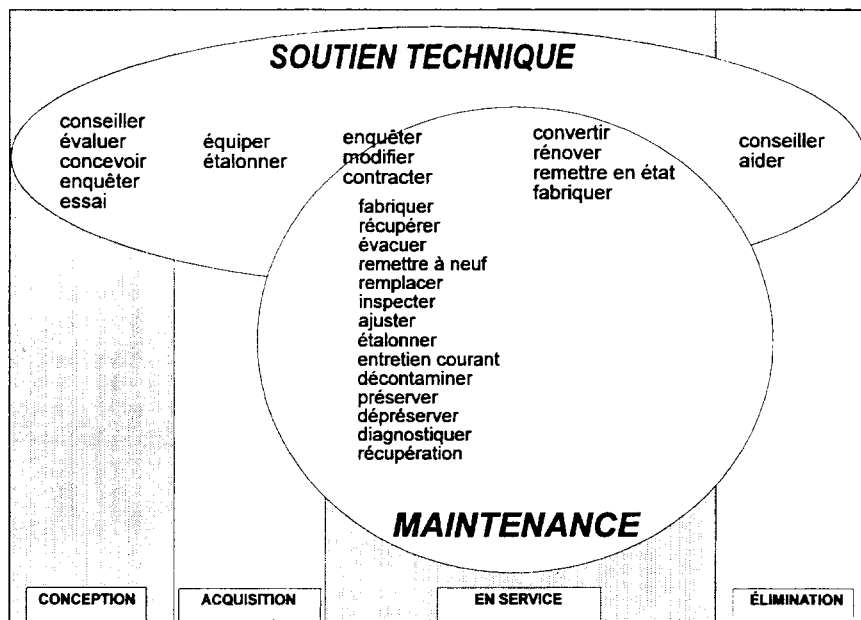 SOUTIEN TECHNIQUE
conseiller
évaluer
concevoir
enquêter
essai
équiper
étalonner
enquêter
modifier
contracter
convertir
rénover
remettre en état
fabriquer
conseiller
aider
fabriquer
récupérer
évacuer
remettre à neuf
remplacer
inspecter
ajuster
étalonner
entretien courant
décontaminer
préserver
dépréserver
diagnostiquer
récupération
MAINTENANCE
CONCEPTION
ACQUISITION
EN SERVICE
ÉLIMINATION